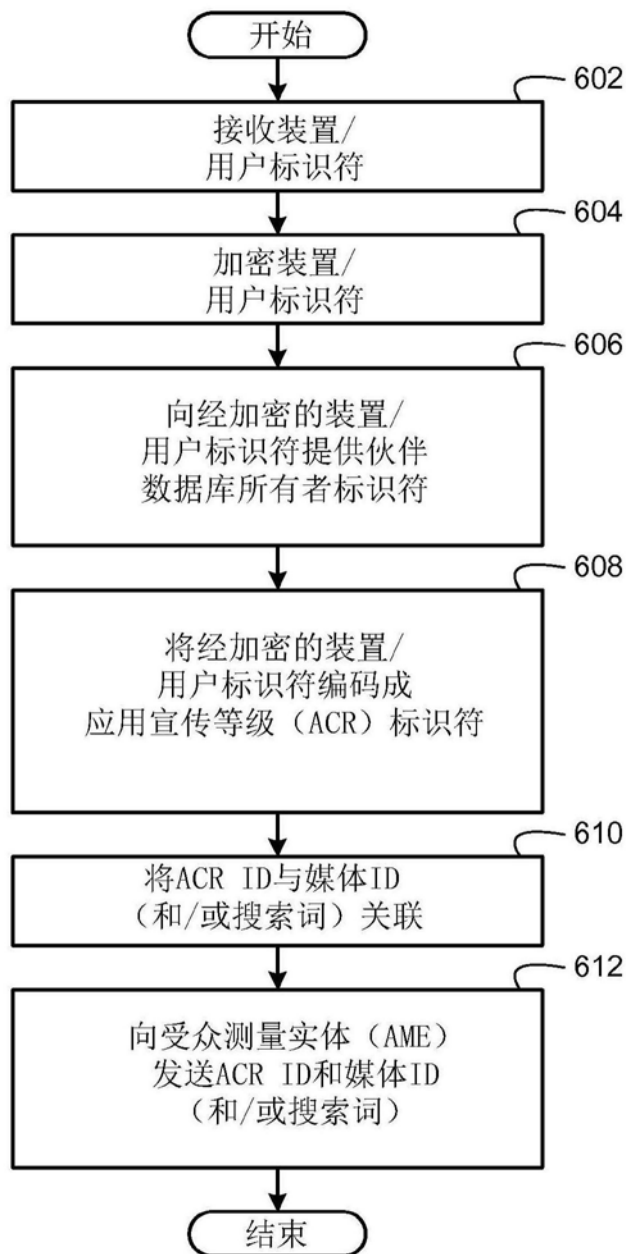 开始
602
接收装置/
用户标识符
604
加密装置/
用户标识符
606
向经加密的装置/
用户标识符提供伙伴
数据库所有者标识符
608
将经加密的装置/
用户标识符编码成
应用宣传等级（ACR）标识符
610
将ACR ID与媒体ID
（和/或搜索词）关联
612
向受众测量实体（AME）
发送ACR ID和媒体ID
（和/或搜索词）
结束